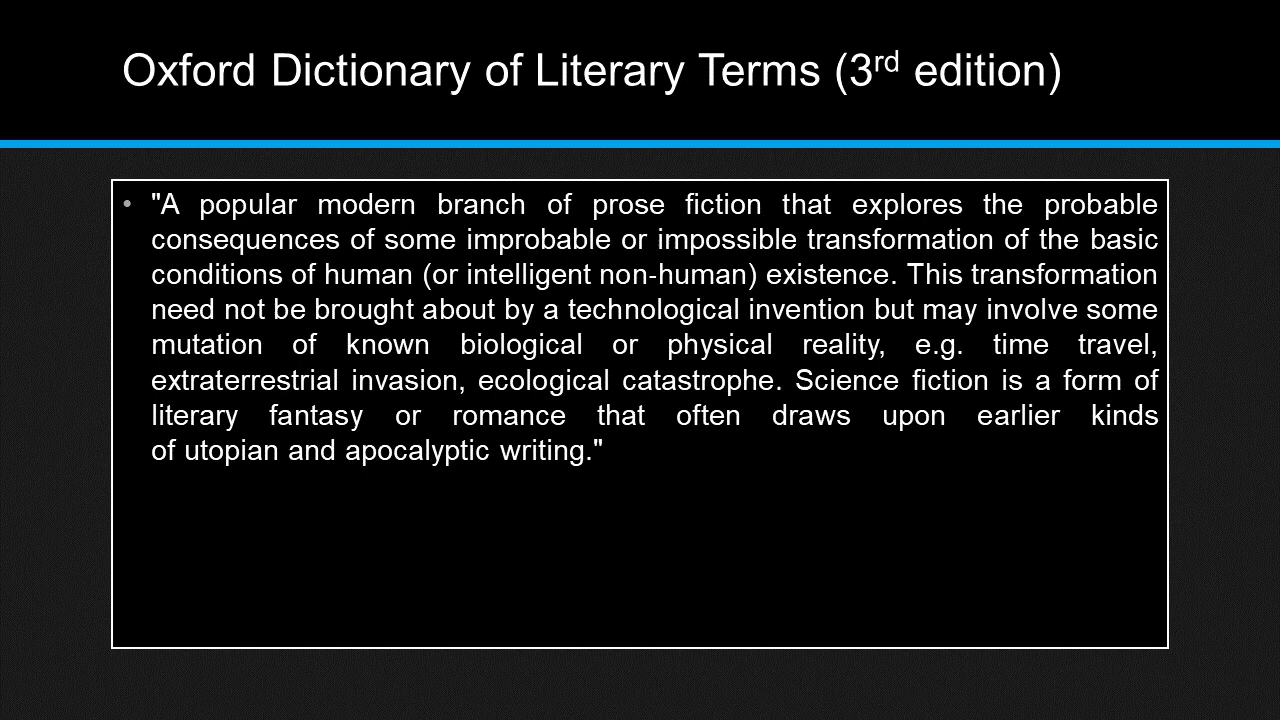 Oxford Dictionary of Literary Terms (3rd edition)
• "A popular modern branch of prose fiction that explores the probable
consequences of some improbable or impossible transformation of the basic
conditions of human (or intelligent non-human) existence. This transformation
need not be brought about by a technological invention but may involve some
mutation of known biological or physical reality, e.g. time travel,
extraterrestrial invasion, ecological catastrophe. Science fiction is a form of
literary fantasy or romance that often draws upon earlier kinds
of utopian and apocalyptic writing."